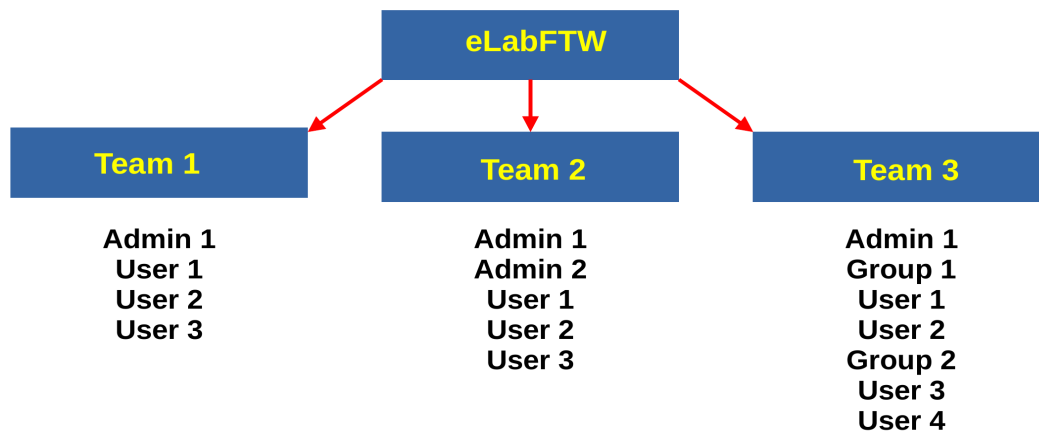 eLabFTW
Team 1
Admin 1
User 1
User 2
User 3
Team 2
Admin 1
Admin 2
User 1
User 2
User 3
Team 3
Admin 1
Group 1
User 1
User 2
Group 2
User 3
User 4